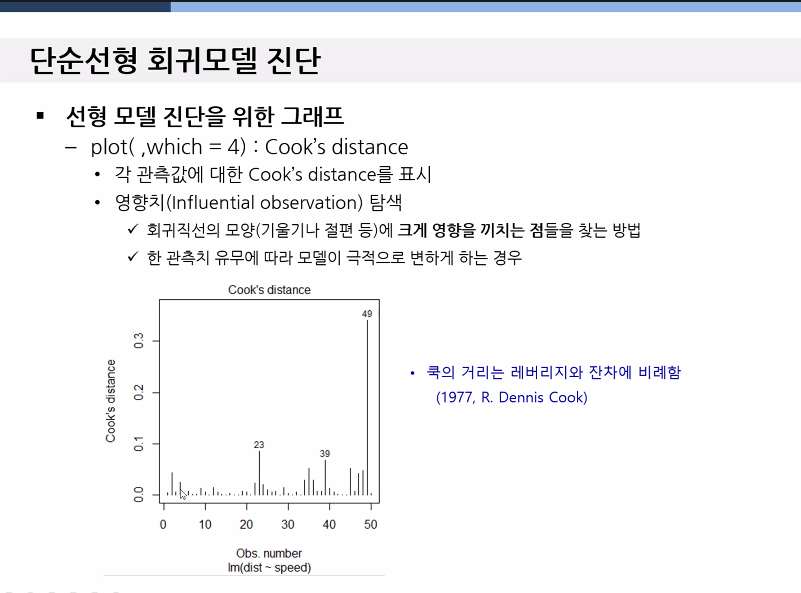 단순선형 회귀모델 진단
▪ 선형 모델 진단을 위한 그래프
– plot( ,which = 4) : Cook’s distance
• 각 관측값에 대한 Cook’s distance를 표시
• 영향치(Influential observation) 탐색
✓ 회귀직선의 모양(기울기나 절편 등)에 크게 영향을 끼치는 점들을 찾는 방법
✓ 한 관측치 유무에 따라 모델이 극적으로 변하게 하는 경우
Cook's distance
49
23
39
Cook's distance
0.3
0.2
0.1
0.0
0 10 20 30 40 50
Obs. number
lm(dist ~ speed)
• 쿡의 거리는 레버리지와 잔차에 비례함
(1977, R. Dennis Cook)